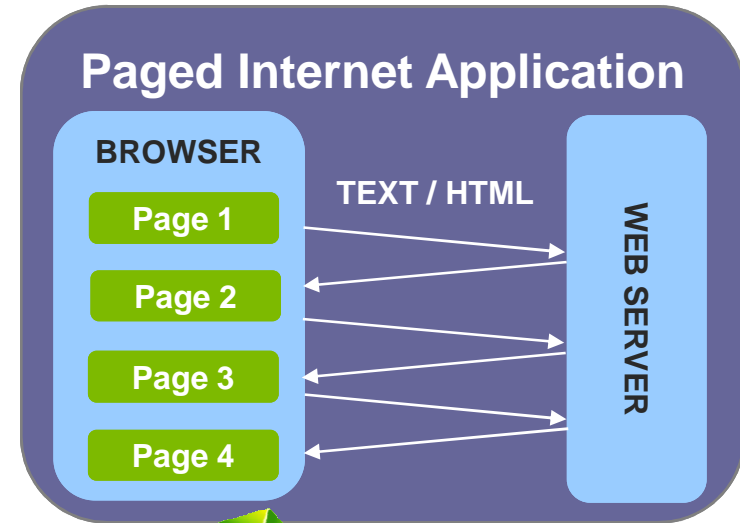 Paged Internet Application
BROWSER
TEXT / HTML
Page 1
Page 2
Page 3
Page 4
WEB SERVER